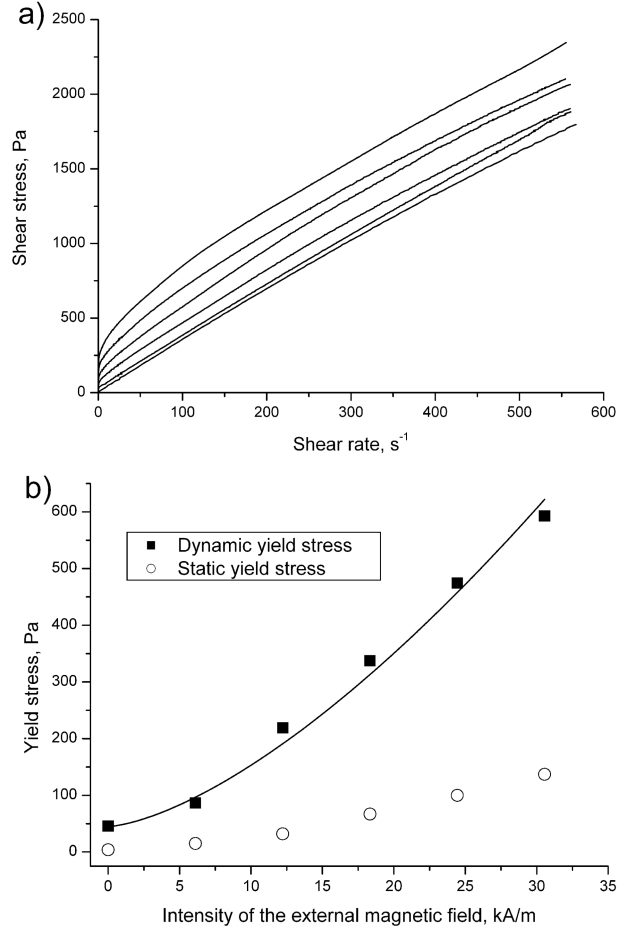 a)
2500
2000
1500
1000
500
0
Shear stress, Pa
0 100 200 300 400 500 600
Shear rate, s⁻¹
b)
600
500
400
300
200
100
0
Yield stress, Pa
Dynamic yield stress
Static yield stress
0 5 10 15 20 25 30 35
Intensity of the external magnetic field, kA/m